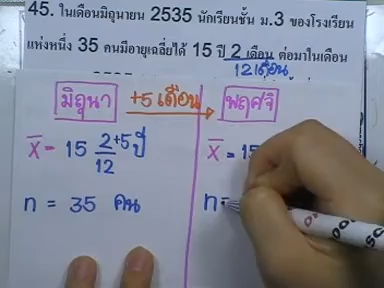 45. ในเดือนมิถุนายน 2535 นักเรียนชั้น ม.3 ของโรงเรียน
แห่งหนึ่ง 35 คนมีอายุเฉลี่ยได้ 15 ปี 2 เดือน ต่อมาในเดือน
12 เดือน
มิถุนา +5 เดือน พฤศจิ
x̄ = 15 2+5/12 ปี
x̄ = 15
n = 35 คน
n =